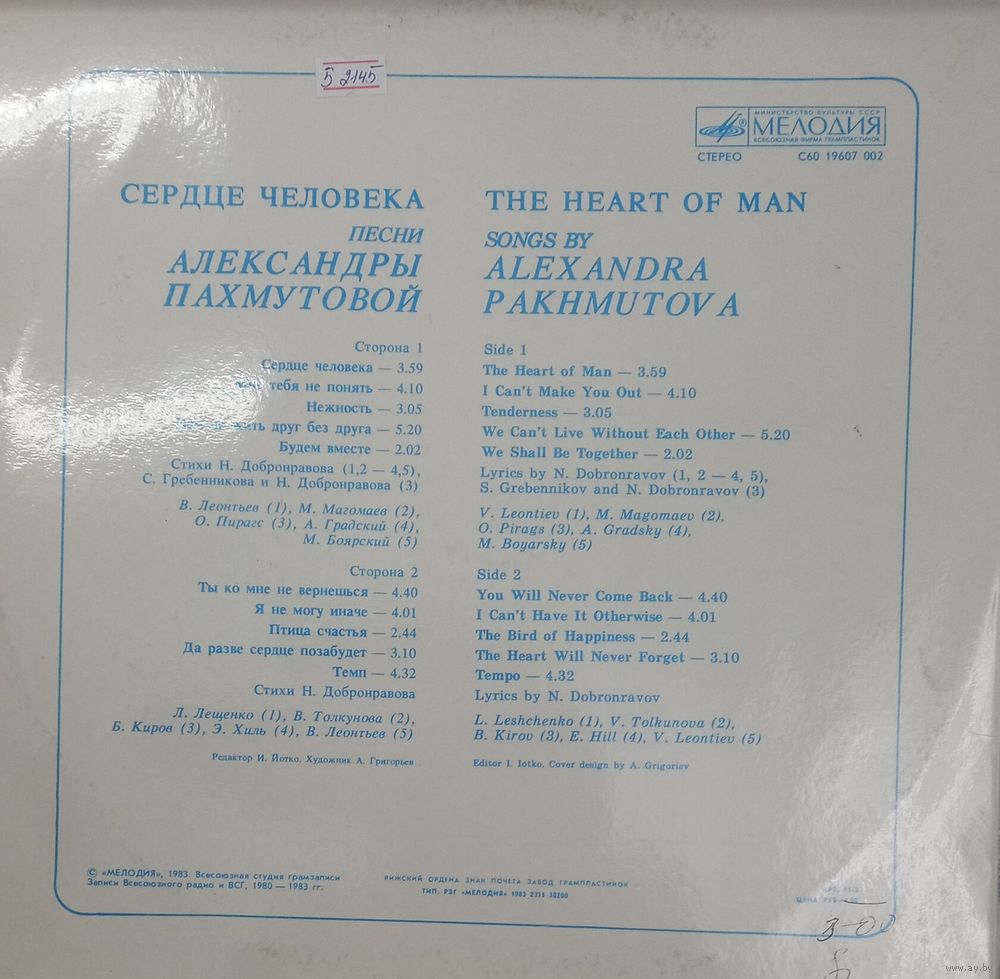 5 2145
МИНИСТЕРСТВО КУЛЬТУРЫ СССР
МЕЛОДИЯ
ВСЕСОЮЗНАЯ ФИРМА ГРАМПЛАСТИНОК
СТЕРЕО С60 19607 002
СЕРДЦЕ ЧЕЛОВЕКА
ПЕСНИ
АЛЕКСАНДРЫ
ПАХМУТОВОЙ
Сторона 1
Сердце человека — 3.59
тебя не понять — 4.10
Нежность — 3.05
жить друг без друга — 5.20
Будем вместе — 2.02
Стихи Н. Добронравова (1,2 — 4,5),
С. Гребенникова и Н. Добронравова (3)
В. Леонтьев (1), М. Магомаев (2),
О. Пирагс (3), А. Градский (4),
М. Боярский (5)
Сторона 2
Ты ко мне не вернешься — 4.40
Я не могу иначе — 4.01
Птица счастья — 2.44
Да разве сердце позабудет — 3.10
Темп — 4.32
Стихи Н. Добронравова
Л. Лещенко (1), В. Толкунова (2),
Б. Киров (3), Э. Хиль (4), В. Леонтьев (5)
Редактор И. Йотко. Художник А. Григорьев
THE HEART OF MAN
SONGS BY
ALEXANDRA
PAKHMUTOVA
Side 1
The Heart of Man — 3.59
I Can't Make You Out — 4.10
Tenderness — 3.05
We Can't Live Without Each Other — 5.20
We Shall Be Together — 2.02
Lyrics by N. Dobronravov (1, 2 — 4, 5),
S. Grebennikov and N. Dobronravov (3)
V. Leontiev (1), M. Magomaev (2),
O. Pirags (3), A. Gradsky (4),
M. Boyarsky (5)
Side 2
You Will Never Come Back — 4.40
I Can't Have It Otherwise — 4.01
The Bird of Happiness — 2.44
The Heart Will Never Forget — 3.10
Tempo — 4.32
Lyrics by N. Dobronravov
L. Leshchenko (1), V. Tolkunova (2),
B. Kirov (3), E. Hill (4), V. Leontiev (5)
Editor I. Iotko. Cover design by A. Grigoriev
© «МЕЛОДИЯ», 1983. Всесоюзная студия грамзаписи
Записи Всесоюзного радио и ВСГ, 1980 — 1983 гг.
РИЖСКИЙ ОРДЕНА ЗНАК ПОЧЕТА ЗАВОД ГРАМПЛАСТИНОК
ТИП. РЗГ «МЕЛОДИЯ» 1983 2335 30200
ЦЕНА РУБ
3-00
www.ay.by